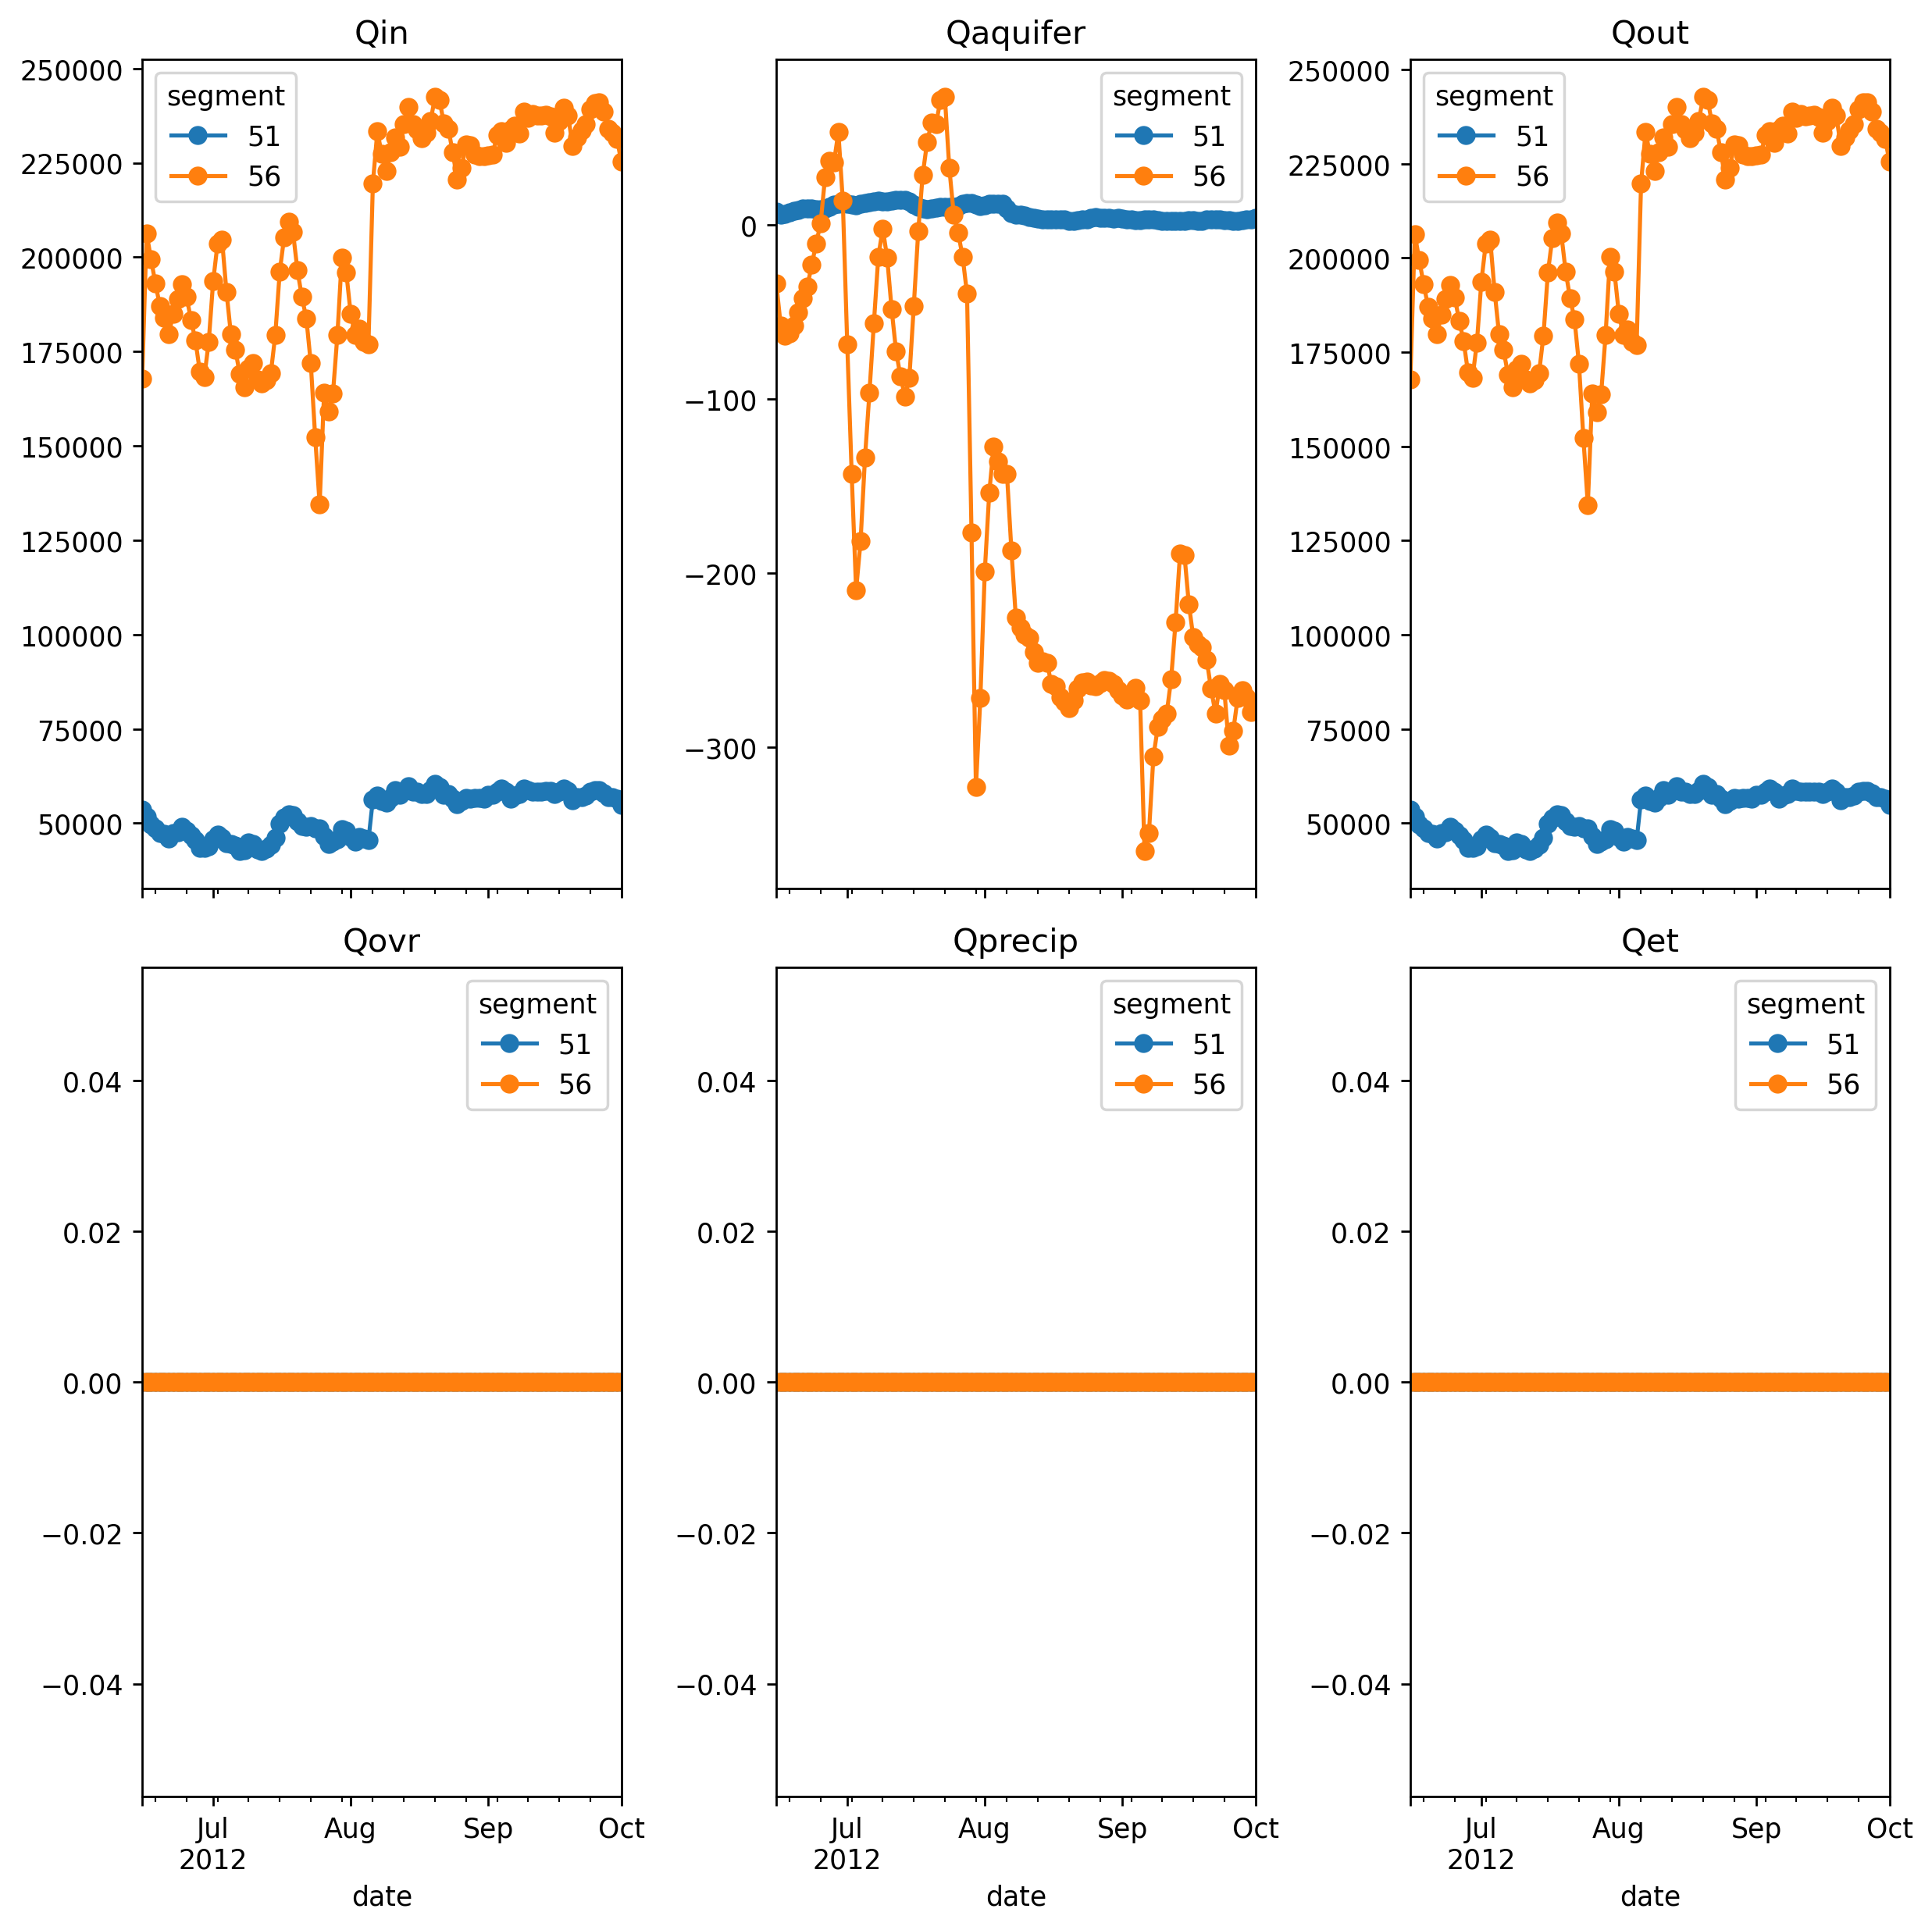 Qin
250000
225000
200000
175000
150000
125000
100000
75000
50000
segment
51
56
Qaquifer
0
−100
−200
−300
segment
51
56
Qout
250000
225000
200000
175000
150000
125000
100000
75000
50000
segment
51
56
Qovr
0.04
0.02
0.00
−0.02
−0.04
segment
51
56
Jul
2012
Aug
Sep
Oct
date
Qprecip
0.04
0.02
0.00
−0.02
−0.04
segment
51
56
Jul
2012
Aug
Sep
Oct
date
Qet
0.04
0.02
0.00
−0.02
−0.04
segment
51
56
Jul
2012
Aug
Sep
Oct
date